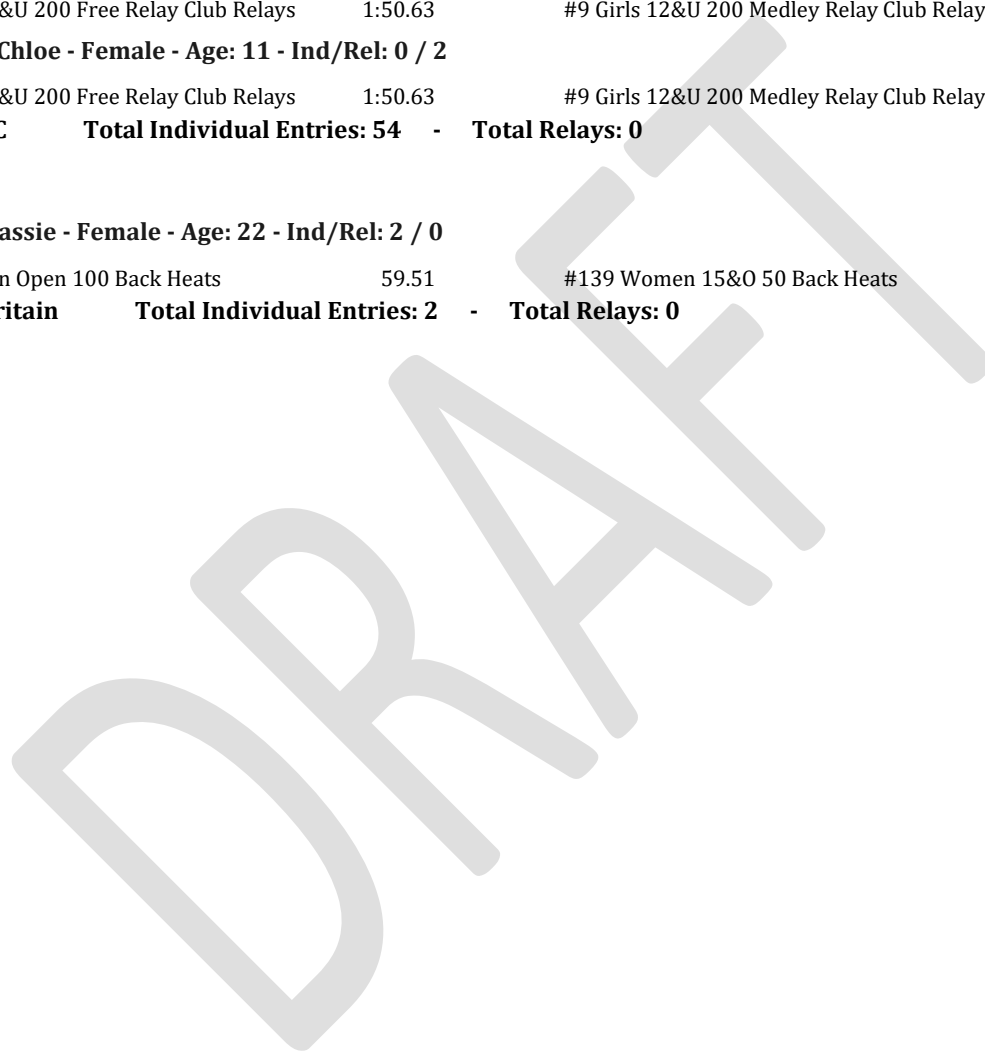 &U 200 Free Relay Club Relays 1:50.63 #9 Girls 12&U 200 Medley Relay Club Relay
Chloe - Female - Age: 11 - Ind/Rel: 0 / 2
&U 200 Free Relay Club Relays 1:50.63 #9 Girls 12&U 200 Medley Relay Club Relay
C Total Individual Entries: 54 - Total Relays: 0
assie - Female - Age: 22 - Ind/Rel: 2 / 0
n Open 100 Back Heats 59.51 #139 Women 15&O 50 Back Heats
ritain Total Individual Entries: 2 - Total Relays: 0
DRAFT